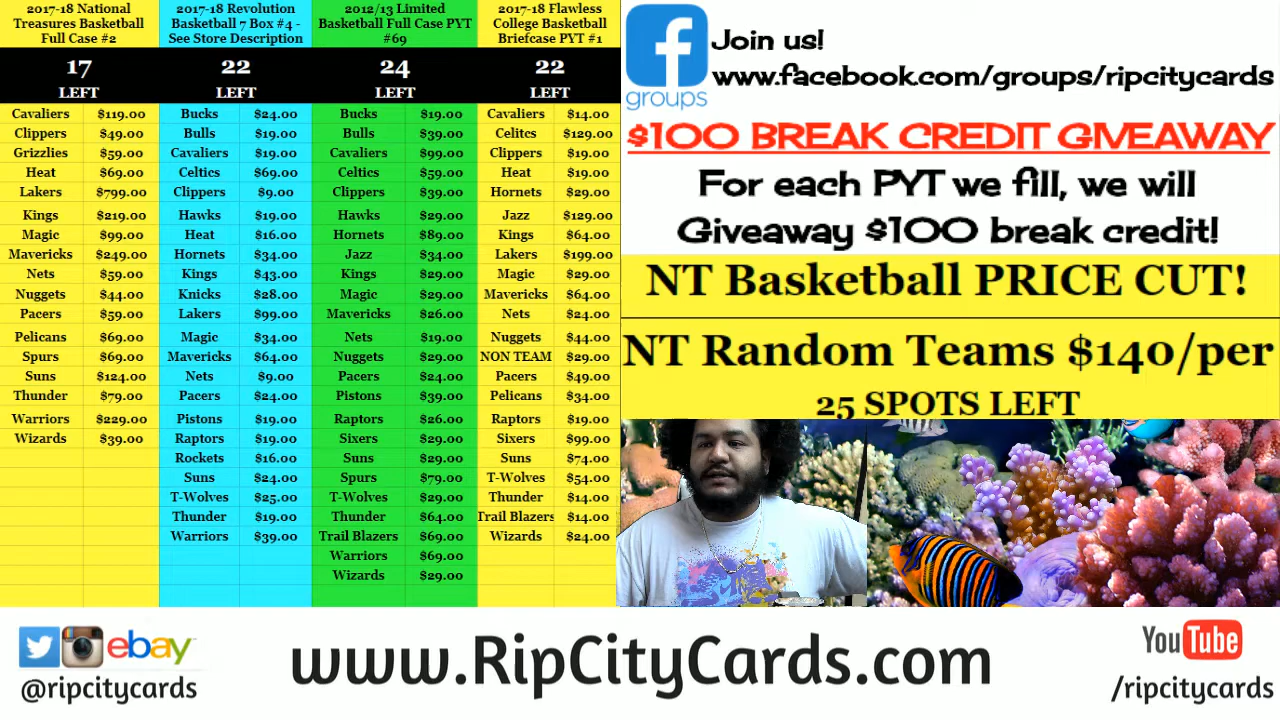 2017-18 National
Treasures Basketball
Full Case #2
17
LEFT
Cavaliers $119.00
Clippers $49.00
Grizzlies $59.00
Heat $69.00
Lakers $799.00
Kings $219.00
Magic $99.00
Mavericks $249.00
Nets $59.00
Nuggets $44.00
Pacers $59.00
Pelicans $69.00
Spurs $69.00
Suns $124.00
Thunder $79.00
Warriors $229.00
Wizards $39.00
2017-18 Revolution
Basketball 7 Box #4 -
See Store Description
22
LEFT
Bucks $24.00
Bulls $19.00
Cavaliers $19.00
Celtics $69.00
Clippers $9.00
Hawks $19.00
Heat $16.00
Hornets $34.00
Kings $43.00
Knicks $28.00
Lakers $99.00
Magic $34.00
Mavericks $64.00
Nets $9.00
Pacers $24.00
Pistons $19.00
Raptors $19.00
Rockets $16.00
Suns $24.00
T-Wolves $25.00
Thunder $19.00
Warriors $39.00
2012/13 Limited
Basketball Full Case PYT
#69
24
LEFT
Bucks $19.00
Bulls $39.00
Cavaliers $99.00
Celtics $59.00
Clippers $39.00
Hawks $29.00
Hornets $89.00
Jazz $34.00
Kings $29.00
Magic $29.00
Mavericks $26.00
Nets $19.00
Nuggets $29.00
Pacers $24.00
Pistons $39.00
Raptors $26.00
Sixers $29.00
Suns $29.00
Spurs $79.00
T-Wolves $29.00
Thunder $64.00
Trail Blazers $69.00
Warriors $69.00
Wizards $29.00
2017-18 Flawless
College Basketball
Briefcase PYT #1
22
LEFT
Cavaliers $14.00
Celitcs $129.00
Clippers $19.00
Heat $19.00
Hornets $29.00
Jazz $129.00
Kings $64.00
Lakers $199.00
Magic $29.00
Mavericks $64.00
Nets $24.00
Nuggets $44.00
NON TEAM $29.00
Pacers $49.00
Pelicans $34.00
Raptors $19.00
Sixers $99.00
Suns $74.00
T-Wolves $54.00
Thunder $14.00
Trail Blazers $14.00
Wizards $24.00
f
groups
Join us!
www.facebook.com/groups/ripcitycards
$100 BREAK CREDIT GIVEAWAY
For each PYT we fill, we will
Giveaway $100 break credit!
NT Basketball PRICE CUT!
NT Random Teams $140/per
25 SPOTS LEFT
ebay
@ripcitycards
www.RipCityCards.com
YouTube
/ripcitycards